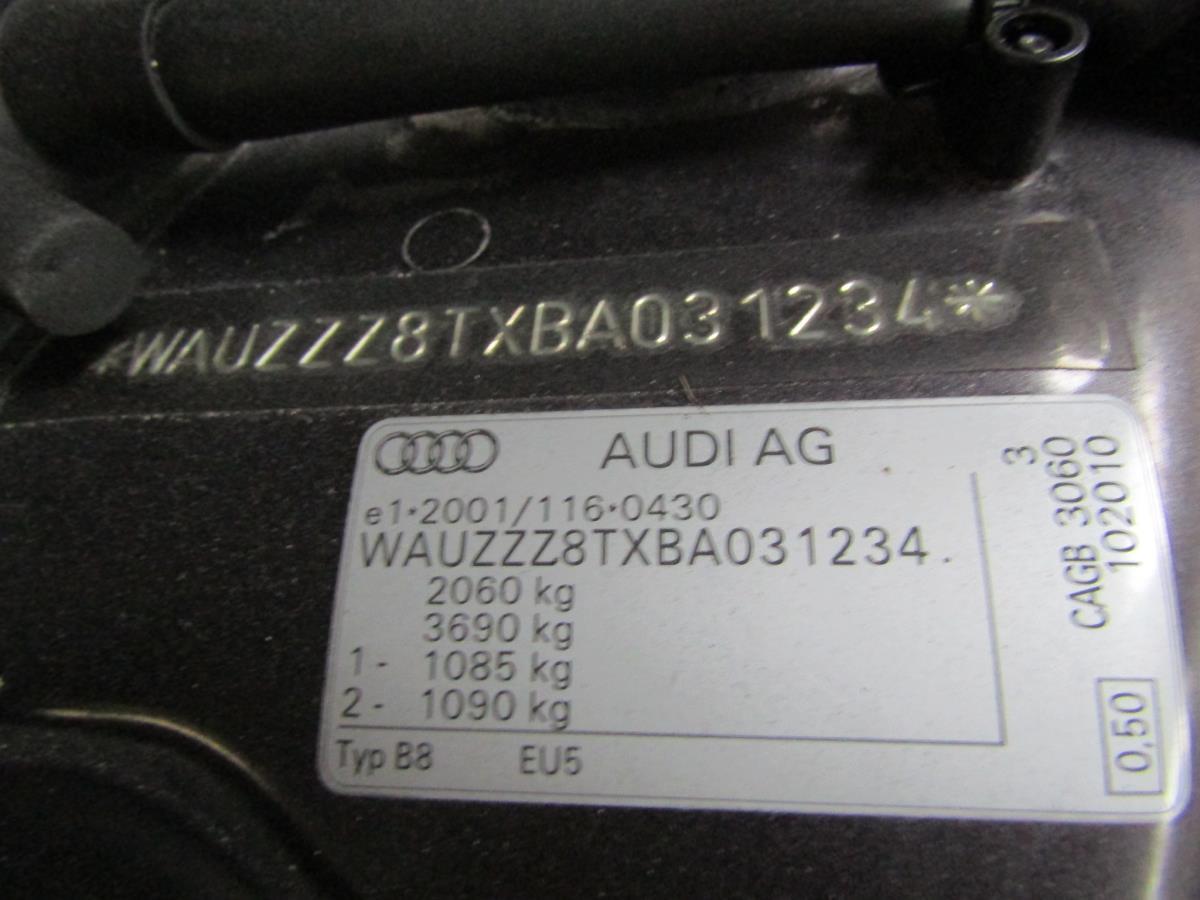 *WAUZZZ8TXBA031234*
AUDI AG
e1*2001/116*0430
WAUZZZ8TXBA031234.
2060 kg
3690 kg
1- 1085 kg
2- 1090 kg
Typ B8 EU5
3
CAGB 3060
1022010
0,50